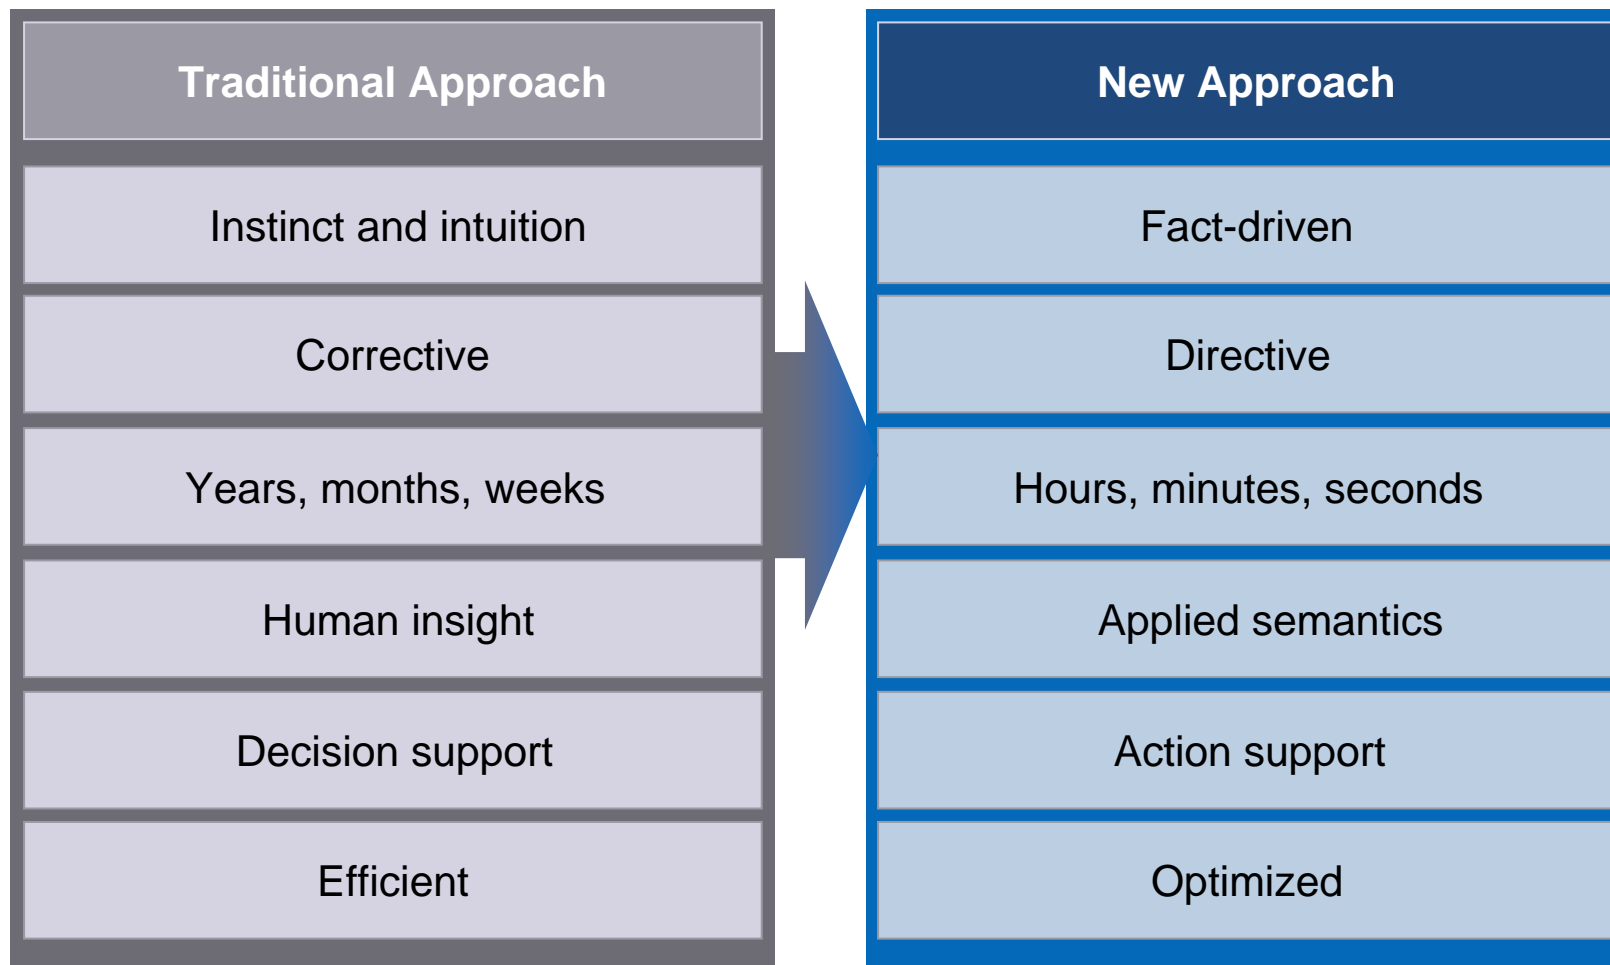 Traditional Approach
Instinct and intuition
Corrective
Years, months, weeks
Human insight
Decision support
Efficient
New Approach
Fact-driven
Directive
Hours, minutes, seconds
Applied semantics
Action support
Optimized